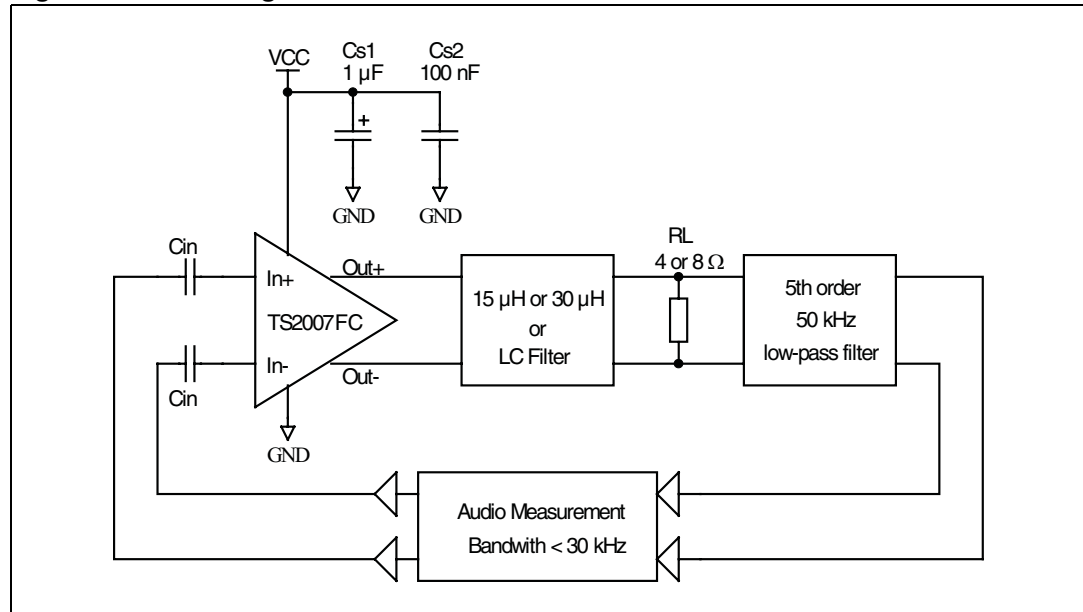 VCC
Cs1
1 µF
Cs2
100 nF
+
GND
GND
Cin
In+
TS2007FC
In-
Cin
GND
Out+
Out-
15 µH or 30 µH
or
LC Filter
RL
4 or 8 Ω
5th order
50 kHz
low-pass filter
Audio Measurement
Bandwith < 30 kHz